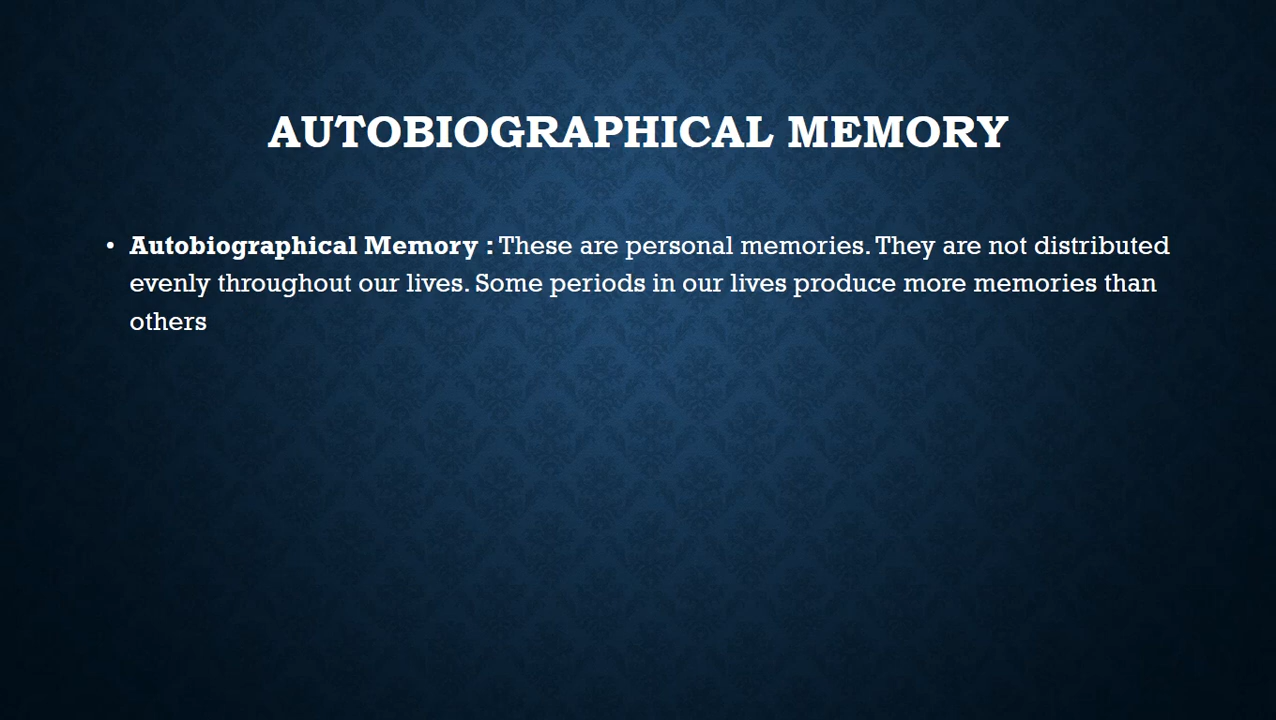 AUTOBIOGRAPHICAL MEMORY
• Autobiographical Memory : These are personal memories. They are not distributed
evenly throughout our lives. Some periods in our lives produce more memories than
others